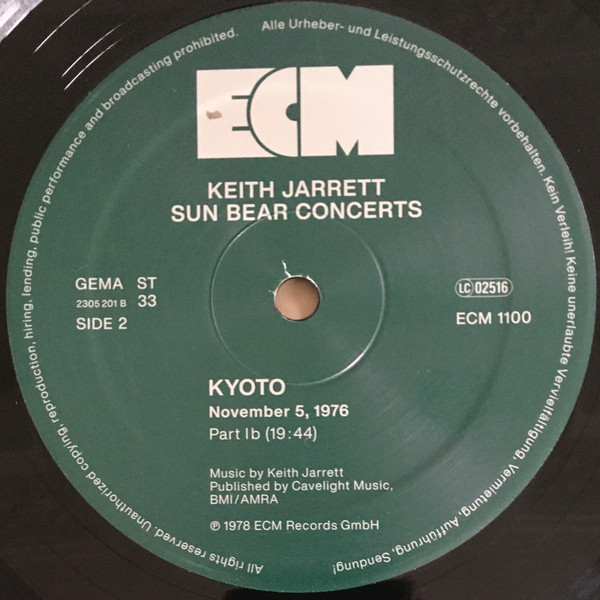 Alle Urheber- und Leistungsschutzrechte vorbehalten. Kein Verleih! Keine unerlaubte Vervielfältigung, Vermietung, Aufführung, Sendung!
ECM
KEITH JARRETT
SUN BEAR CONCERTS
GEMA ST
2305 201 B 33
SIDE 2
LC 02516
ECM 1100
KYOTO
November 5, 1976
Part Ib (19:44)
Music by Keith Jarrett
Published by Cavelight Music,
BMI/AMRA
℗ 1978 ECM Records GmbH
All rights reserved. Unauthorized copying, reproduction, hiring, lending, public performance and broadcasting prohibited.